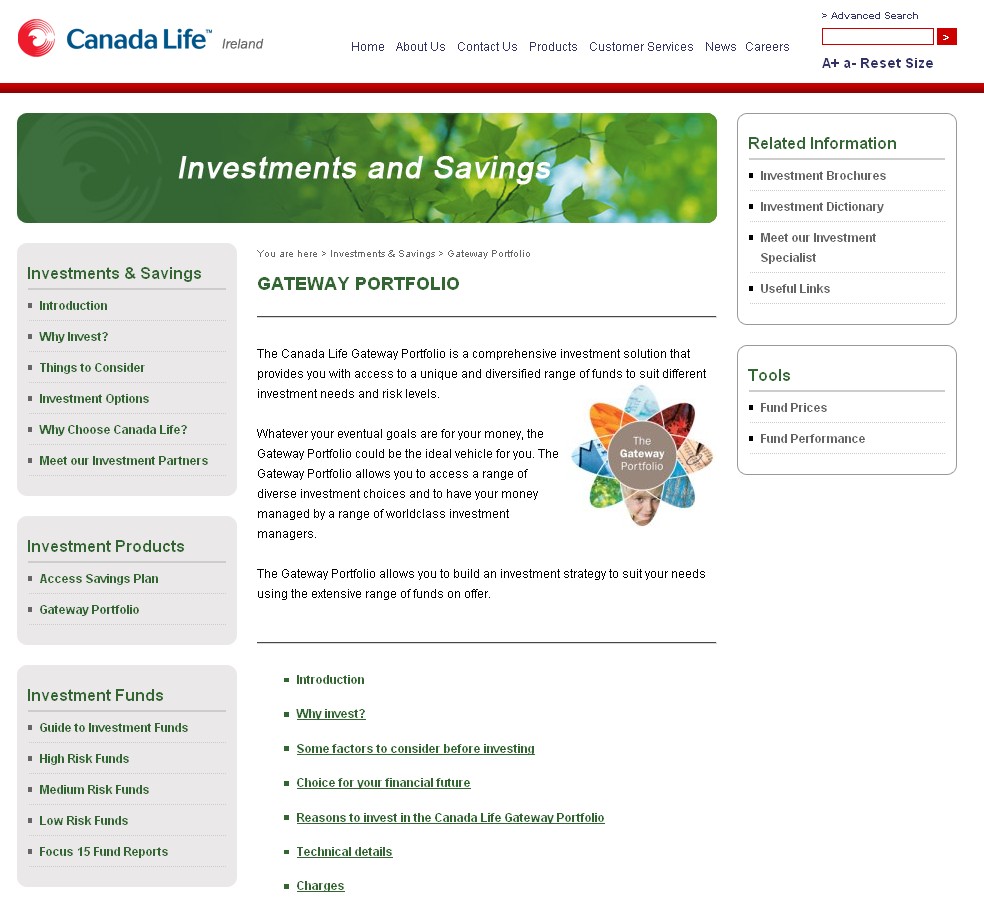 Canada Life™ Ireland
Home About Us Contact Us Products Customer Services News Careers
> Advanced Search
>
A+ a- Reset Size
Investments and Savings
Investments & Savings
Introduction
Why Invest?
Things to Consider
Investment Options
Why Choose Canada Life?
Meet our Investment Partners
Investment Products
Access Savings Plan
Gateway Portfolio
Investment Funds
Guide to Investment Funds
High Risk Funds
Medium Risk Funds
Low Risk Funds
Focus 15 Fund Reports
You are here > Investments & Savings > Gateway Portfolio
GATEWAY PORTFOLIO
The Canada Life Gateway Portfolio is a comprehensive investment solution that
provides you with access to a unique and diversified range of funds to suit different
investment needs and risk levels.
Whatever your eventual goals are for your money, the
Gateway Portfolio could be the ideal vehicle for you. The
Gateway Portfolio allows you to access a range of
diverse investment choices and to have your money
managed by a range of worldclass investment
managers.
The
Gateway
Portfolio
The Gateway Portfolio allows you to build an investment strategy to suit your needs
using the extensive range of funds on offer.
Introduction
Why invest?
Some factors to consider before investing
Choice for your financial future
Reasons to invest in the Canada Life Gateway Portfolio
Technical details
Charges
Related Information
Investment Brochures
Investment Dictionary
Meet our Investment
Specialist
Useful Links
Tools
Fund Prices
Fund Performance